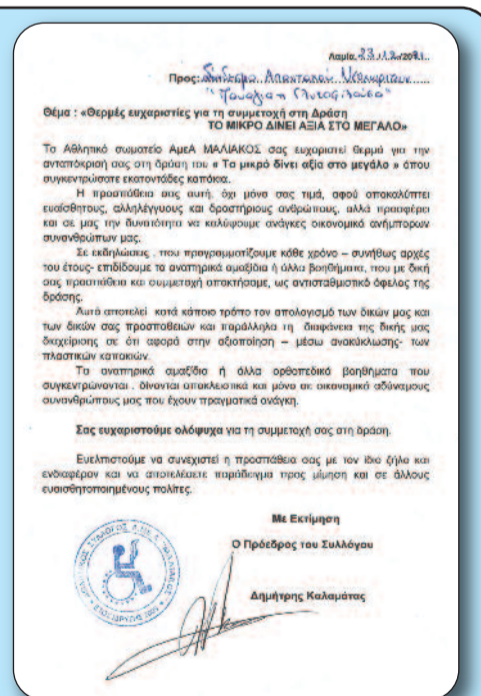 Λαμία, 23/12/2021..
Προς: Σύνδεσμο Απανταχού
"Παναγία η Γλυκοφιλούσα"
Θέμα : «Θερμές ευχαριστίες για τη συμμετοχή στη Δράση
ΤΟ ΜΙΚΡΟ ΔΙΝΕΙ ΑΞΙΑ ΣΤΟ ΜΕΓΑΛΟ»
Το Αθλητικό σωματείο ΑμεΑ ΜΑΛΙΑΚΟΣ σας ευχαριστεί θερμά για την
ανταπόκρισή σας στη δράση του « Το μικρό δίνει αξία στο μεγάλο » όπου
συγκεντρώσατε εκατοντάδες καπάκια.
Η προσπάθεια σας αυτή, όχι μόνο σας τιμά, αφού αποκαλύπτει
ευαίσθητους, αλληλέγγυους και δραστήριους ανθρώπους, αλλά προσφέρει
και σε μας την δυνατότητα να καλύψουμε ανάγκες οικονομικά ανήμπορων
συνανθρώπων μας.
Σε εκδηλώσεις , που προγραμματίζουμε κάθε χρόνο – συνήθως αρχές
του έτους- επιδίδουμε τα αναπηρικά αμαξίδια ή άλλα βοηθήματα, που με δική
σας προσπάθεια και συμμετοχή αποκτήσαμε, ως αντισταθμιστικό όφελος της
δράσης.
Αυτό αποτελεί κατά κάποιο τρόπο τον απολογισμό των δικών μας και
των δικών σας προσπαθειών και παράλληλα τη διαφάνεια της δικής μας
διαχείρισης σε ότι αφορά στην αξιοποίηση – μέσω ανακύκλωσης- των
πλαστικών καπακιών.
Τα αναπηρικά αμαξίδια ή άλλα ορθοπεδικά βοηθήματα που
συγκεντρώνονται , δίνονται αποκλειστικά και μόνο σε οικονομικά αδύναμους
συνανθρώπους μας που έχουν πραγματικά ανάγκη.
Σας ευχαριστούμε ολόψυχα για τη συμμετοχή σας στη δράση.
Ευελπιστούμε να συνεχιστεί η προσπάθεια σας με τον ίδιο ζήλο και
ενδιαφέρον και να αποτελέσετε παράδειγμα προς μίμηση και σε άλλους
ευαισθητοποιημένους πολίτες.
Με Εκτίμηση
Ο Πρόεδρος του Συλλόγου
Δημήτρης Καλαμάτας